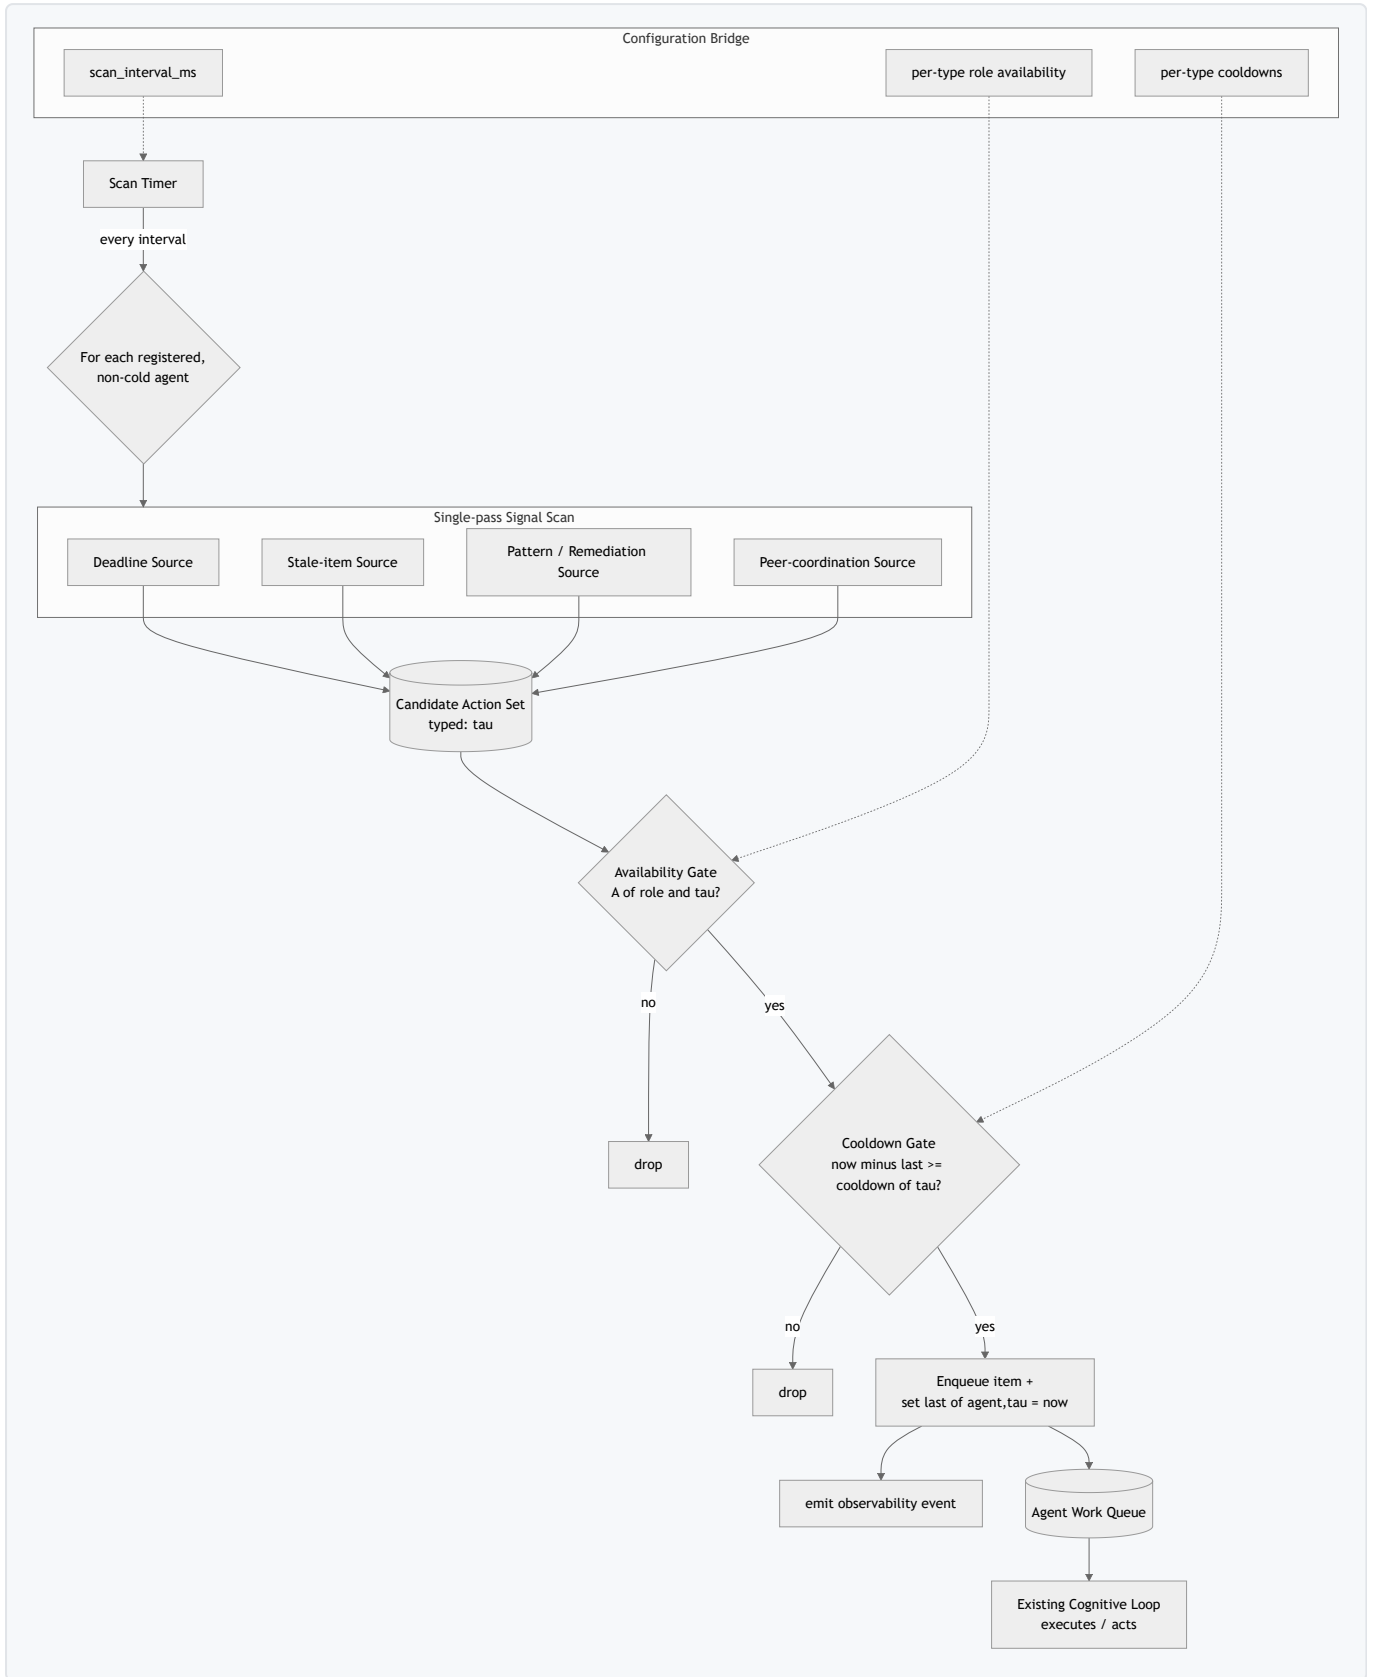 Configuration Bridge
scan_interval_ms
per-type role availability
per-type cooldowns
Scan Timer
every interval
For each registered,
non-cold agent
Single-pass Signal Scan
Deadline Source
Stale-item Source
Pattern / Remediation
Source
Peer-coordination Source
Candidate Action Set
typed: tau
Availability Gate
A of role and tau?
no
yes
drop
Cooldown Gate
now minus last >=
cooldown of tau?
no
yes
drop
Enqueue item +
set last of agent,tau = now
emit observability event
Agent Work Queue
Existing Cognitive Loop
executes / acts